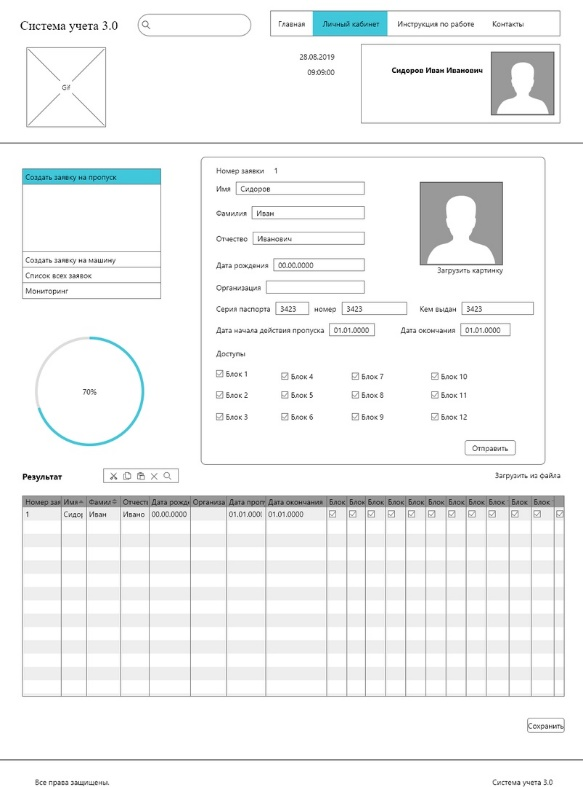 Система учета 3.0
Главная
Личный кабинет
Инструкция по работе
Контакты
Gif
28.08.2019
09:09:00
Сидоров Иван Иванович
Создать заявку на пропуск
Создать заявку на машину
Список всех заявок
Мониторинг
70%
Номер заявки 1
Имя Сидоров
Фамилия Иван
Отчество Иванович
Дата рождения 00.00.0000
Организация
Загрузить картинку
Серия паспорта 3423 номер 3423 Кем выдан 3423
Дата начала действия пропуска 01.01.0000 Дата окончания 01.01.0000
Доступы
Блок 1 Блок 4 Блок 7 Блок 10
Блок 2 Блок 5 Блок 8 Блок 11
Блок 3 Блок 6 Блок 9 Блок 12
Отправить
Результат
Загрузить из файла
Номер зая Имя Фамил Отчест Дата рожд Организа Дата проп Дата окончания Блок Блок Блок Блок Блок Блок Блок Блок Блок Блок Блок Блок
1 Сидор Иван Ивано 00.00.0000 01.01.000 01.01.0000
Сохранить
Все права защищены.
Система учета 3.0